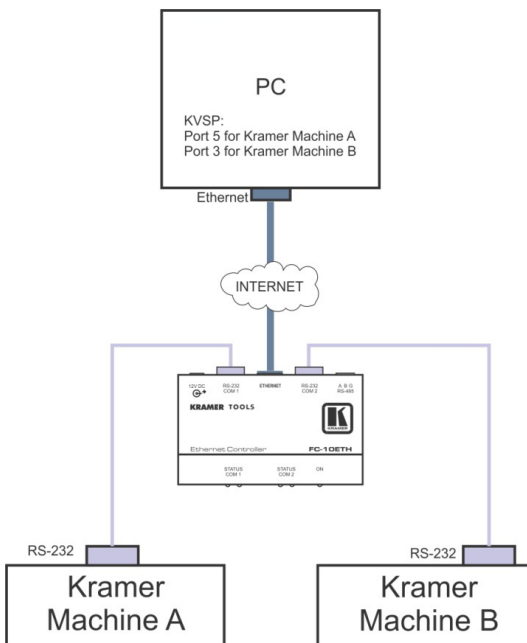 PC
KVSP:
Port 5 for Kramer Machine A
Port 3 for Kramer Machine B
Ethernet
INTERNET
12V DC
RS-232
COM 1
ETHERNET
RS-232
COM 2
A B G
RS-485
KRAMER TOOLS
K
KRAMER
Ethernet Controller
FC-10ETH
STATUS
COM 1
STATUS
COM 2
ON
RS-232
RS-232
Kramer
Machine A
Kramer
Machine B